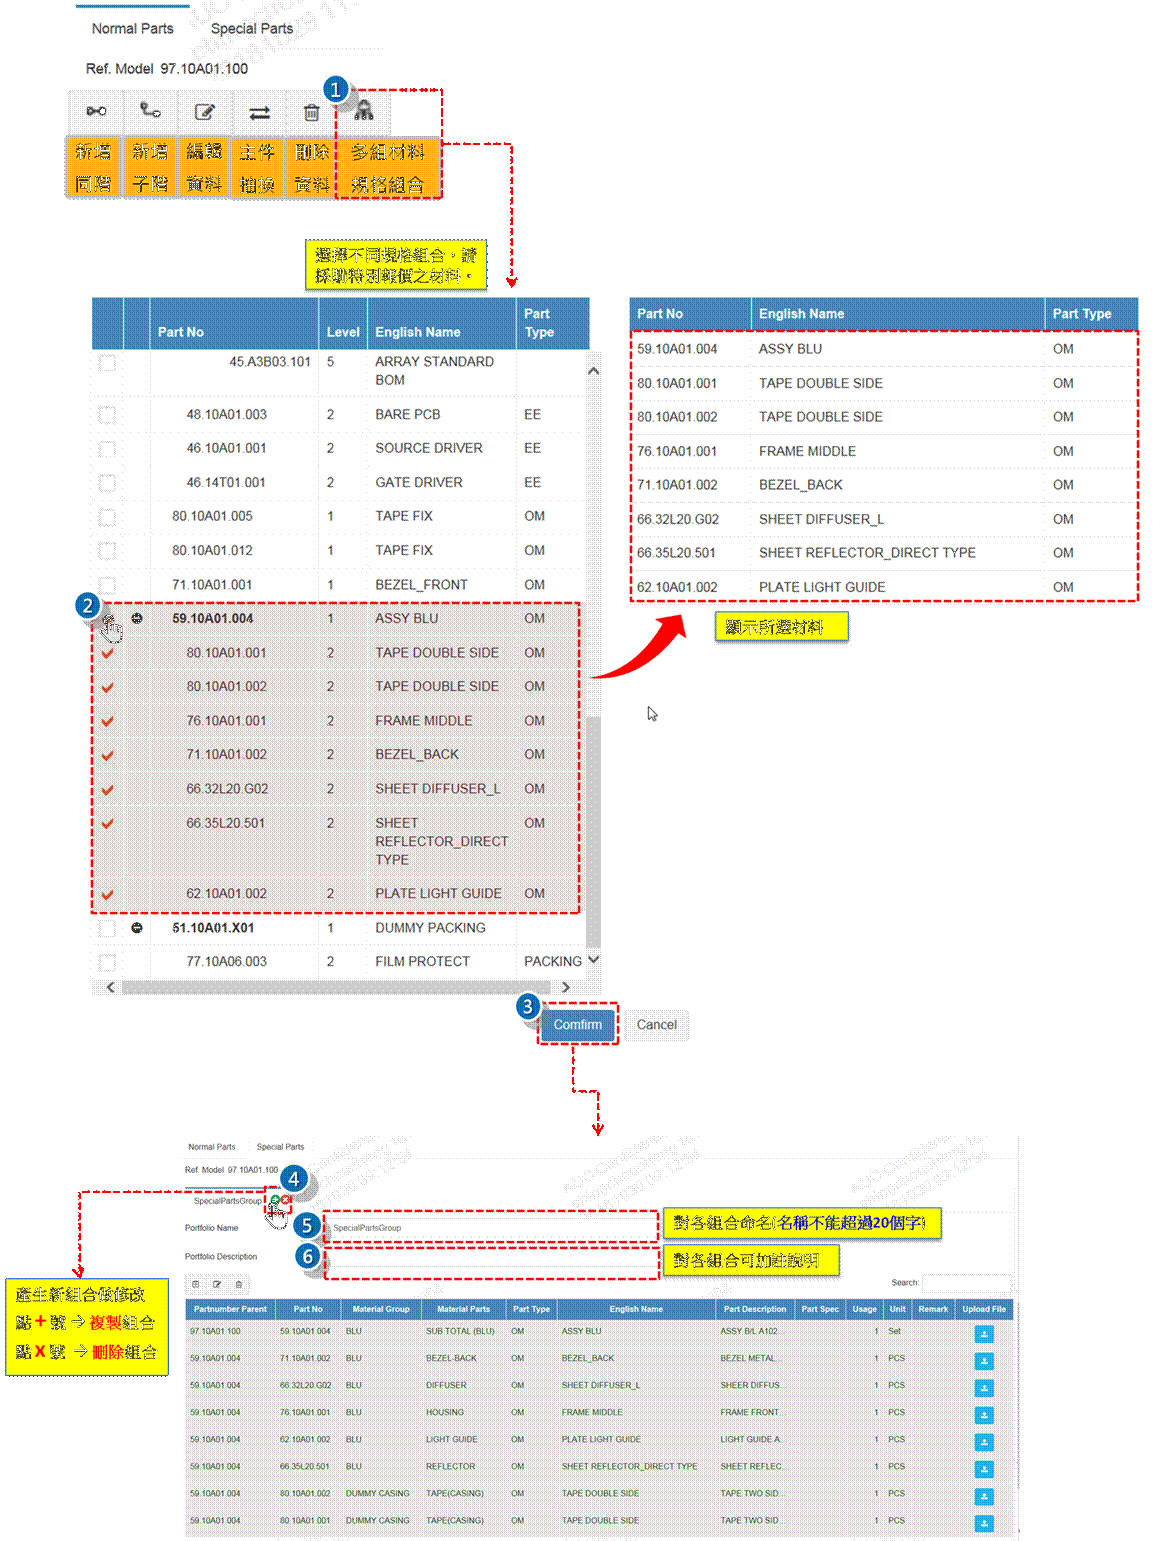 Normal Parts Special Parts
Ref. Model 97.10A01.100
1
新增 新增 編輯 主件 刪除 多組材料
同階 子階 資料 抽換 資料 規格組合
選擇不同規格組合，請
採購特別報價之材料。
Part No Level English Name Part Type
45.A3B03.101 5 ARRAY STANDARD BOM
48.10A01.003 2 BARE PCB EE
46.10A01.001 2 SOURCE DRIVER EE
46.14T01.001 2 GATE DRIVER EE
80.10A01.005 1 TAPE FIX OM
80.10A01.012 1 TAPE FIX OM
71.10A01.001 1 BEZEL_FRONT OM
2
59.10A01.004 1 ASSY BLU OM
80.10A01.001 2 TAPE DOUBLE SIDE OM
80.10A01.002 2 TAPE DOUBLE SIDE OM
76.10A01.001 2 FRAME MIDDLE OM
71.10A01.002 2 BEZEL_BACK OM
66.32L20.G02 2 SHEET DIFFUSER_L OM
66.35L20.501 2 SHEET REFLECTOR_DIRECT TYPE OM
62.10A01.002 2 PLATE LIGHT GUIDE OM
51.10A01.X01 1 DUMMY PACKING
77.10A06.003 2 FILM PROTECT PACKING
Part No English Name Part Type
59.10A01.004 ASSY BLU OM
80.10A01.001 TAPE DOUBLE SIDE OM
80.10A01.002 TAPE DOUBLE SIDE OM
76.10A01.001 FRAME MIDDLE OM
71.10A01.002 BEZEL_BACK OM
66.32L20.G02 SHEET DIFFUSER_L OM
66.35L20.501 SHEET REFLECTOR_DIRECT TYPE OM
62.10A01.002 PLATE LIGHT GUIDE OM
顯示所選材料
3
Comfirm Cancel
Normal Parts Special Parts
Ref. Model 97.10A01.100
4
SpecialPartsGroup
Portfolio Name 5 SpecialPartsGroup 對各組合命名(名稱不能超過20個字)
Portfolio Description 6 對各組合可加註說明
產生新組合做修改
點+號→複製組合
點X號→刪除組合
Search:
Partnumber Parent Part No Material Group Material Parts Part Type English Name Part Description Part Spec Usage Unit Remark Upload File
97.10A01.100 59.10A01.004 BLU SUB TOTAL (BLU) OM ASSY BLU ASSY B/L A102... 1 Set
59.10A01.004 71.10A01.002 BLU BEZEL-BACK OM BEZEL_BACK BEZEL METAL... 1 PCS
59.10A01.004 66.32L20.G02 BLU DIFFUSER OM SHEET DIFFUSER_L SHEER DIFFUS... 1 PCS
59.10A01.004 76.10A01.001 BLU HOUSING OM FRAME MIDDLE FRAME FRONT... 1 PCS
59.10A01.004 62.10A01.002 BLU LIGHT GUIDE OM PLATE LIGHT GUIDE LIGHT GUIDE A... 1 PCS
59.10A01.004 66.35L20.501 BLU REFLECTOR OM SHEET REFLECTOR_DIRECT TYPE SHEET REFLEC... 1 PCS
59.10A01.004 80.10A01.002 DUMMY CASING TAPE(CASING) OM TAPE DOUBLE SIDE TAPE TWO SID... 1 PCS
59.10A01.004 80.10A01.001 DUMMY CASING TAPE(CASING) OM TAPE DOUBLE SIDE TAPE TWO SID... 1 PCS